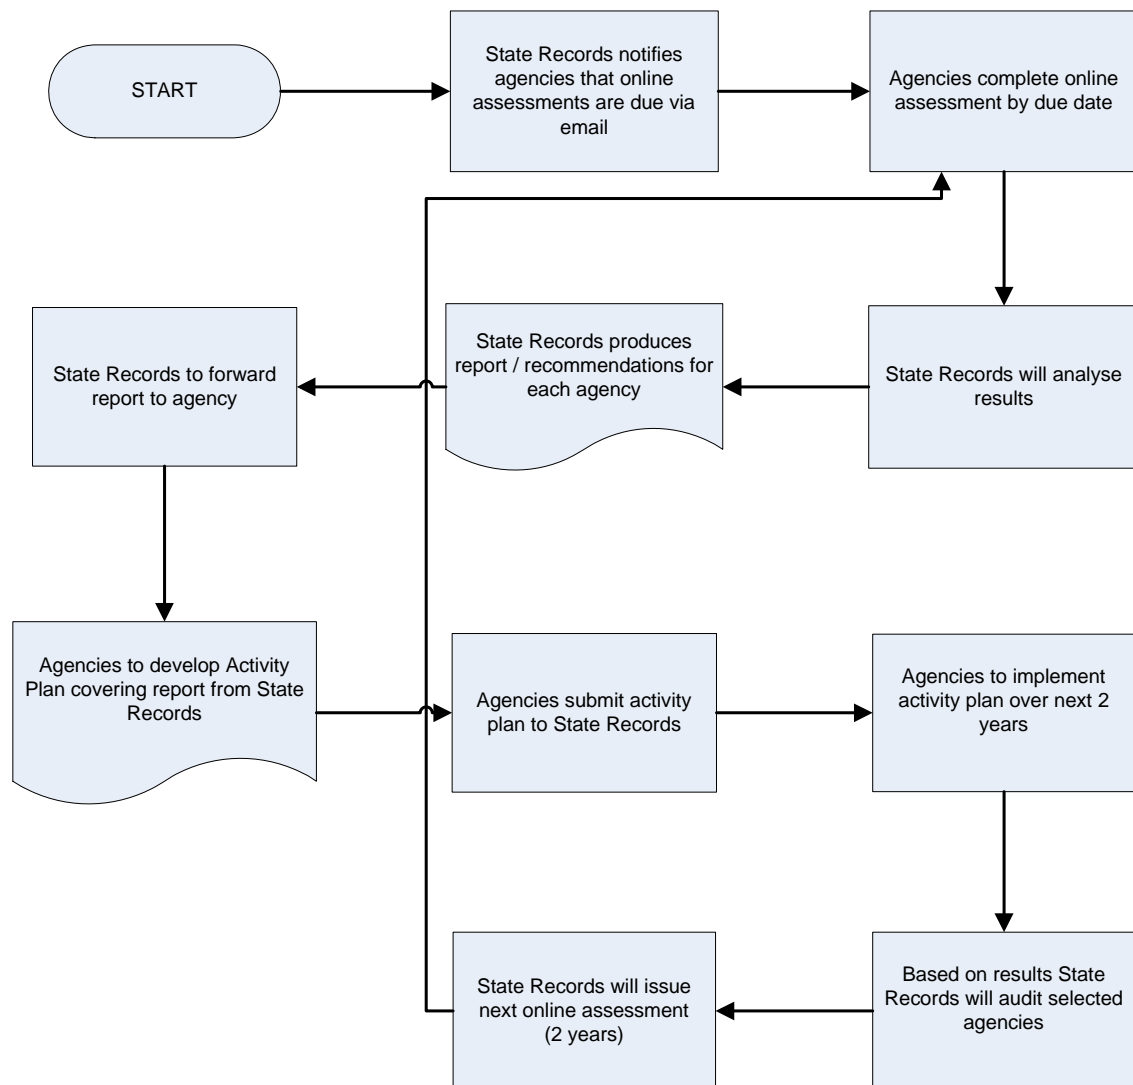 START
State Records notifies
agencies that online
assessments are due via
email
Agencies complete online
assessment by due date
State Records will analyse
results
State Records produces
report / recommendations for
each agency
State Records to forward
report to agency
Agencies to develop Activity
Plan covering report from State
Records
Agencies submit activity
plan to State Records
Agencies to implement
activity plan over next 2
years
Based on results State
Records will audit selected
agencies
State Records will issue
next online assessment
(2 years)